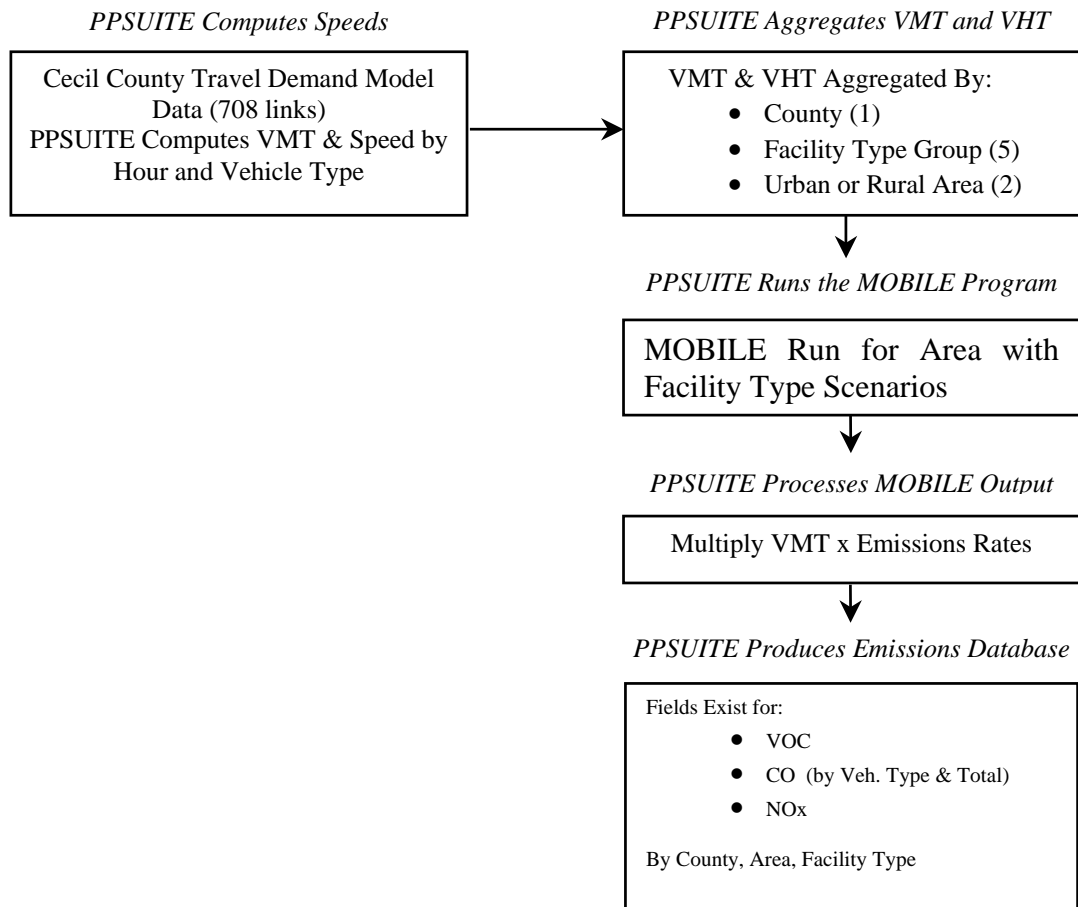 PPSUITE Computes Speeds
Cecil County Travel Demand Model
Data (708 links)
PPSUITE Computes VMT & Speed by
Hour and Vehicle Type
PPSUITE Aggregates VMT and VHT
VMT & VHT Aggregated By:
● County (1)
● Facility Type Group (5)
● Urban or Rural Area (2)
PPSUITE Runs the MOBILE Program
MOBILE Run for Area with
Facility Type Scenarios
PPSUITE Processes MOBILE Output
Multiply VMT x Emissions Rates
PPSUITE Produces Emissions Database
Fields Exist for:
● VOC
● CO (by Veh. Type & Total)
● NOx
By County, Area, Facility Type